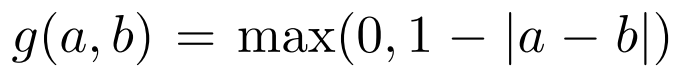 g(a, b) = max(0, 1 − |a − b|)